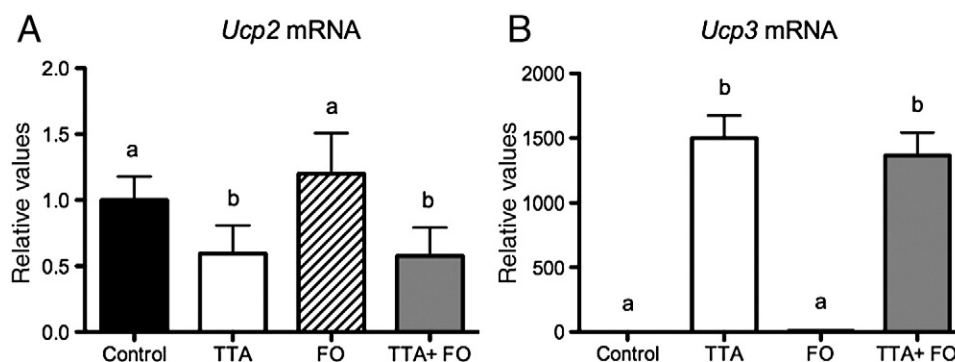 A
Ucp2 mRNA
Relative values
2.0
1.5
1.0
0.5
0.0
a
b
a
b
Control
TTA
FO
TTA+ FO
B
Ucp3 mRNA
Relative values
2000
1500
1000
500
0
a
b
a
b
Control
TTA
FO
TTA+ FO